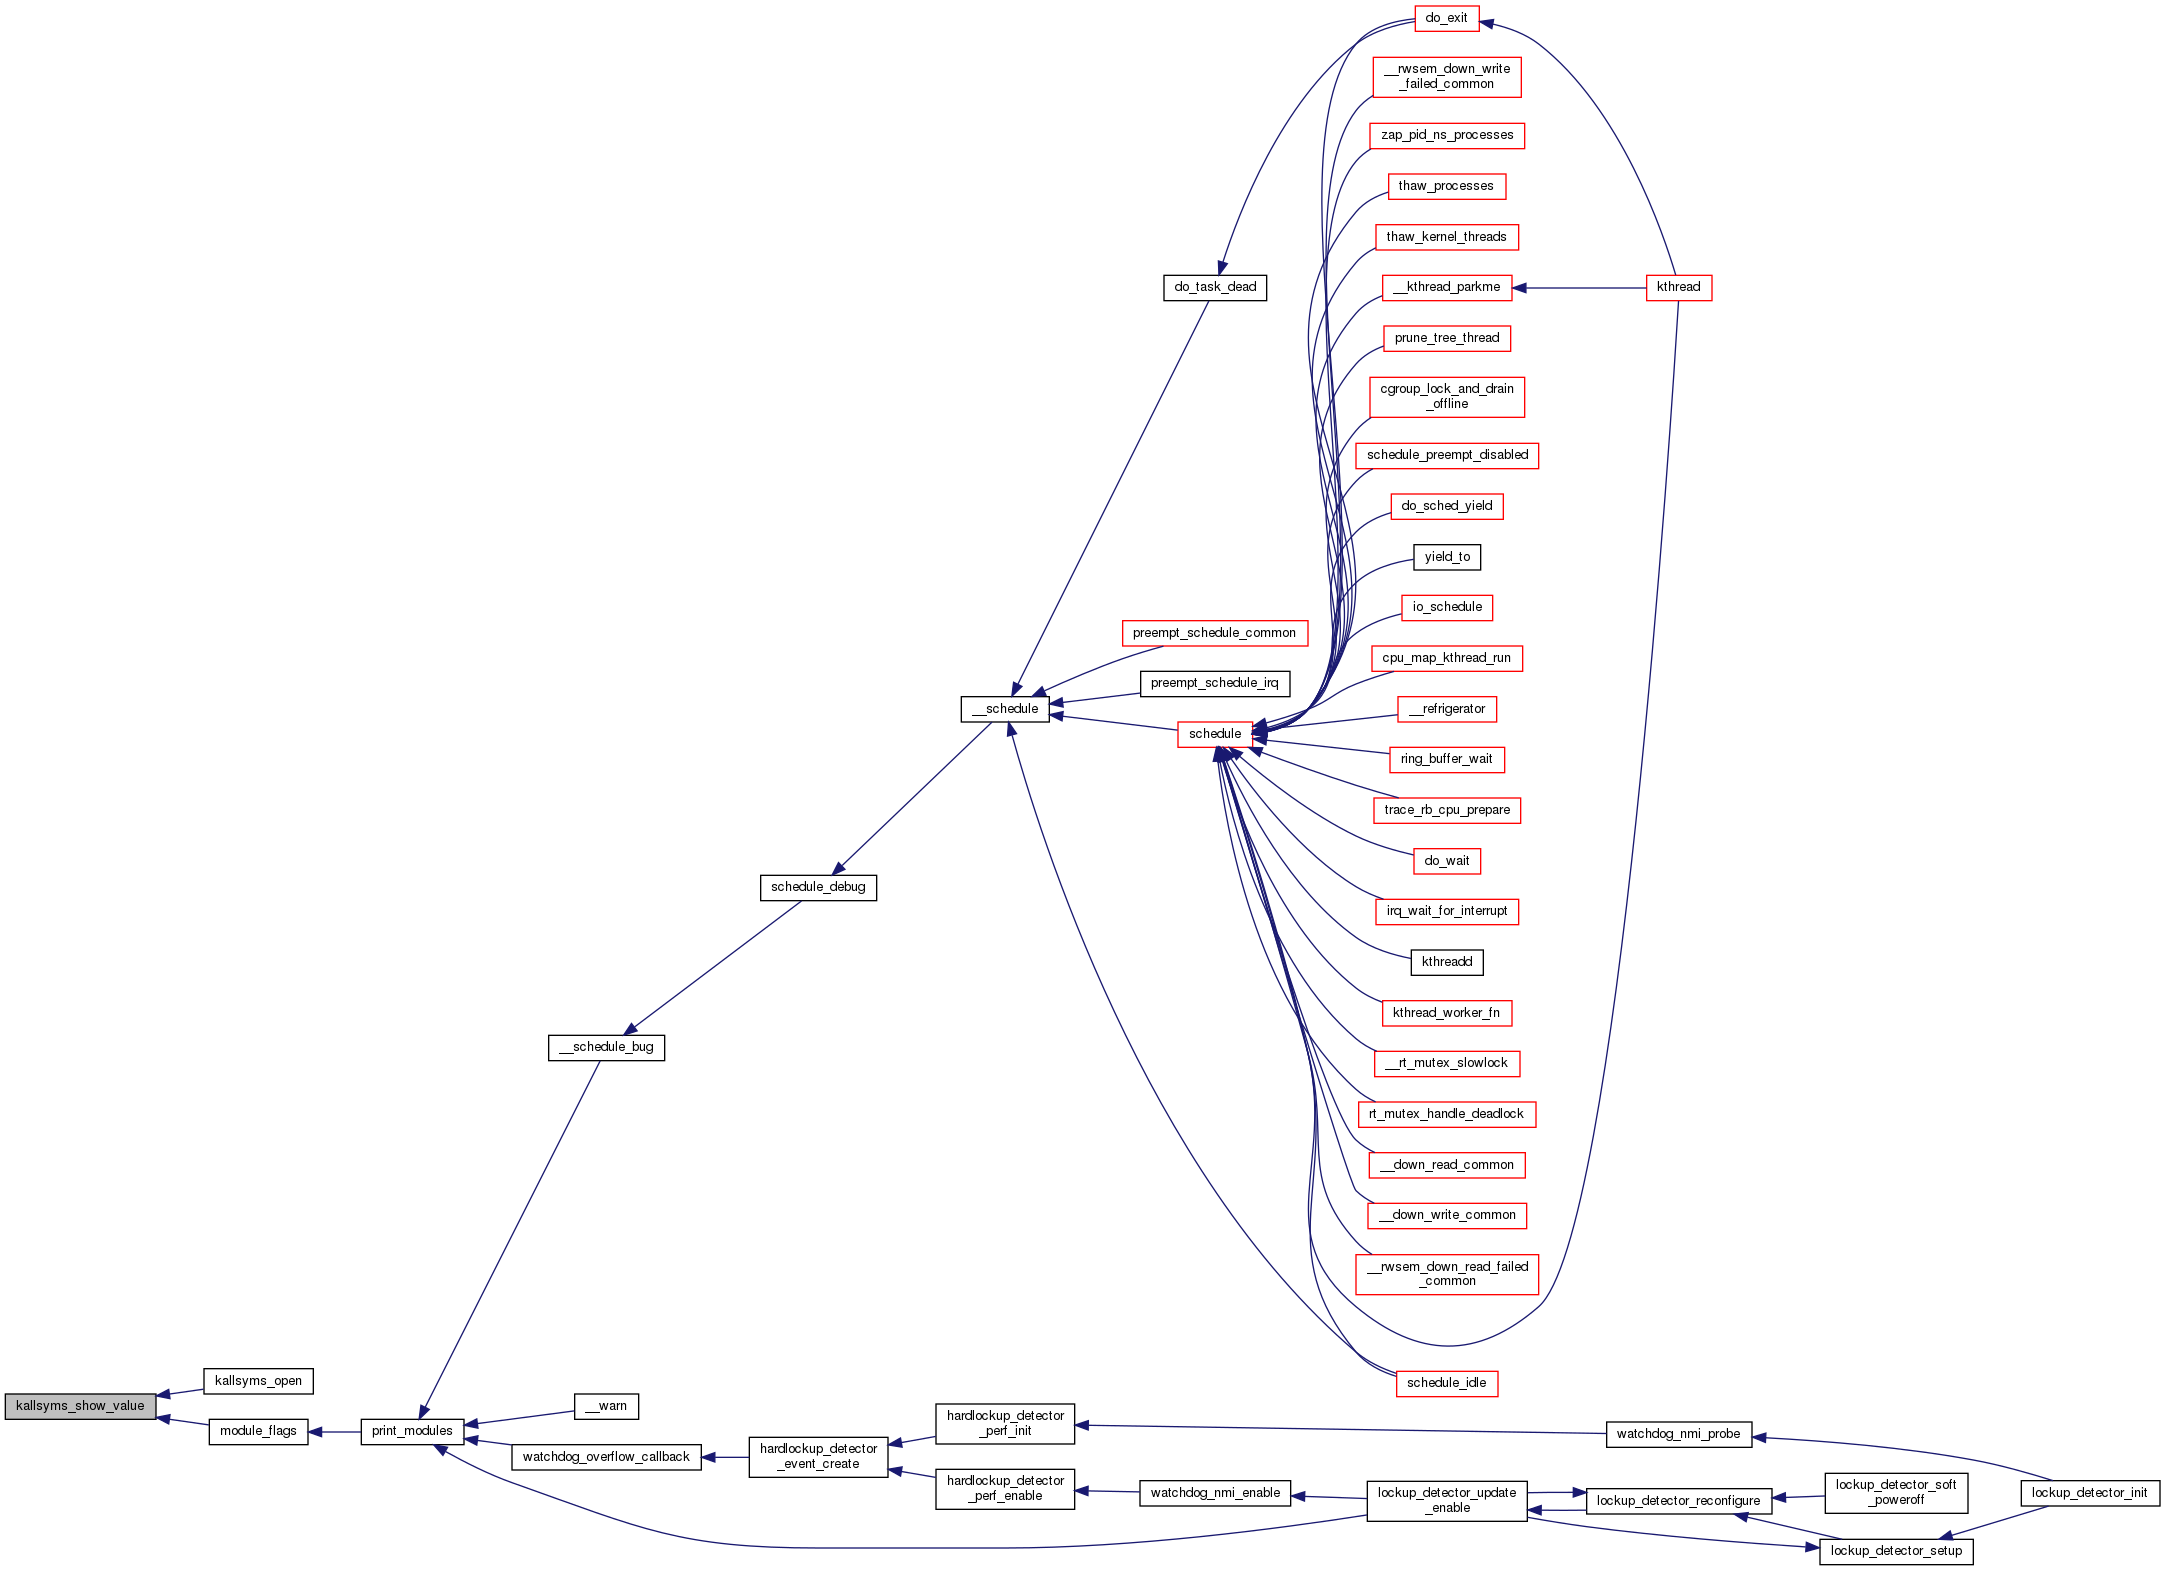 do_exit
__rwsem_down_write
_failed_common
zap_pid_ns_processes
thaw_processes
thaw_kernel_threads
do_task_dead
__kthread_parkme
kthread
prune_tree_thread
cgroup_lock_and_drain
_offline
schedule_preempt_disabled
do_sched_yield
yield_to
io_schedule
preempt_schedule_common
cpu_map_kthread_run
preempt_schedule_irq
__schedule
__refrigerator
schedule
ring_buffer_wait
trace_rb_cpu_prepare
do_wait
schedule_debug
irq_wait_for_interrupt
kthreadd
kthread_worker_fn
__schedule_bug
__rt_mutex_slowlock
rt_mutex_handle_deadlock
__down_read_common
__down_write_common
__rwsem_down_read_failed
_common
schedule_idle
kallsyms_open
kallsyms_show_value
__warn
module_flags
print_modules
hardlockup_detector
_perf_init
watchdog_nmi_probe
watchdog_overflow_callback
hardlockup_detector
_event_create
hardlockup_detector
_perf_enable
watchdog_nmi_enable
lockup_detector_update
_enable
lockup_detector_reconfigure
lockup_detector_soft
_poweroff
lockup_detector_init
lockup_detector_setup